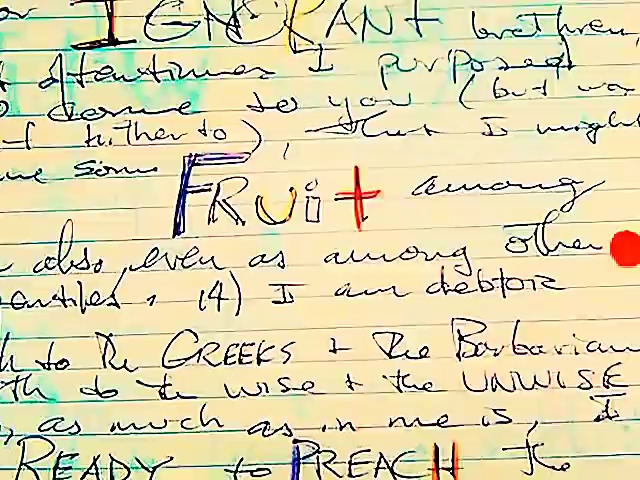 IGNORANT brethren,
oftentimes I purposed
to come to you (but was
hitherto), that I might
some
FRUit among
also, even as among other
14) I am debtor
to the GREEKS + the Barbarian
to the wise + the UNWISE
as much as in me is, I
READY to PREACH the